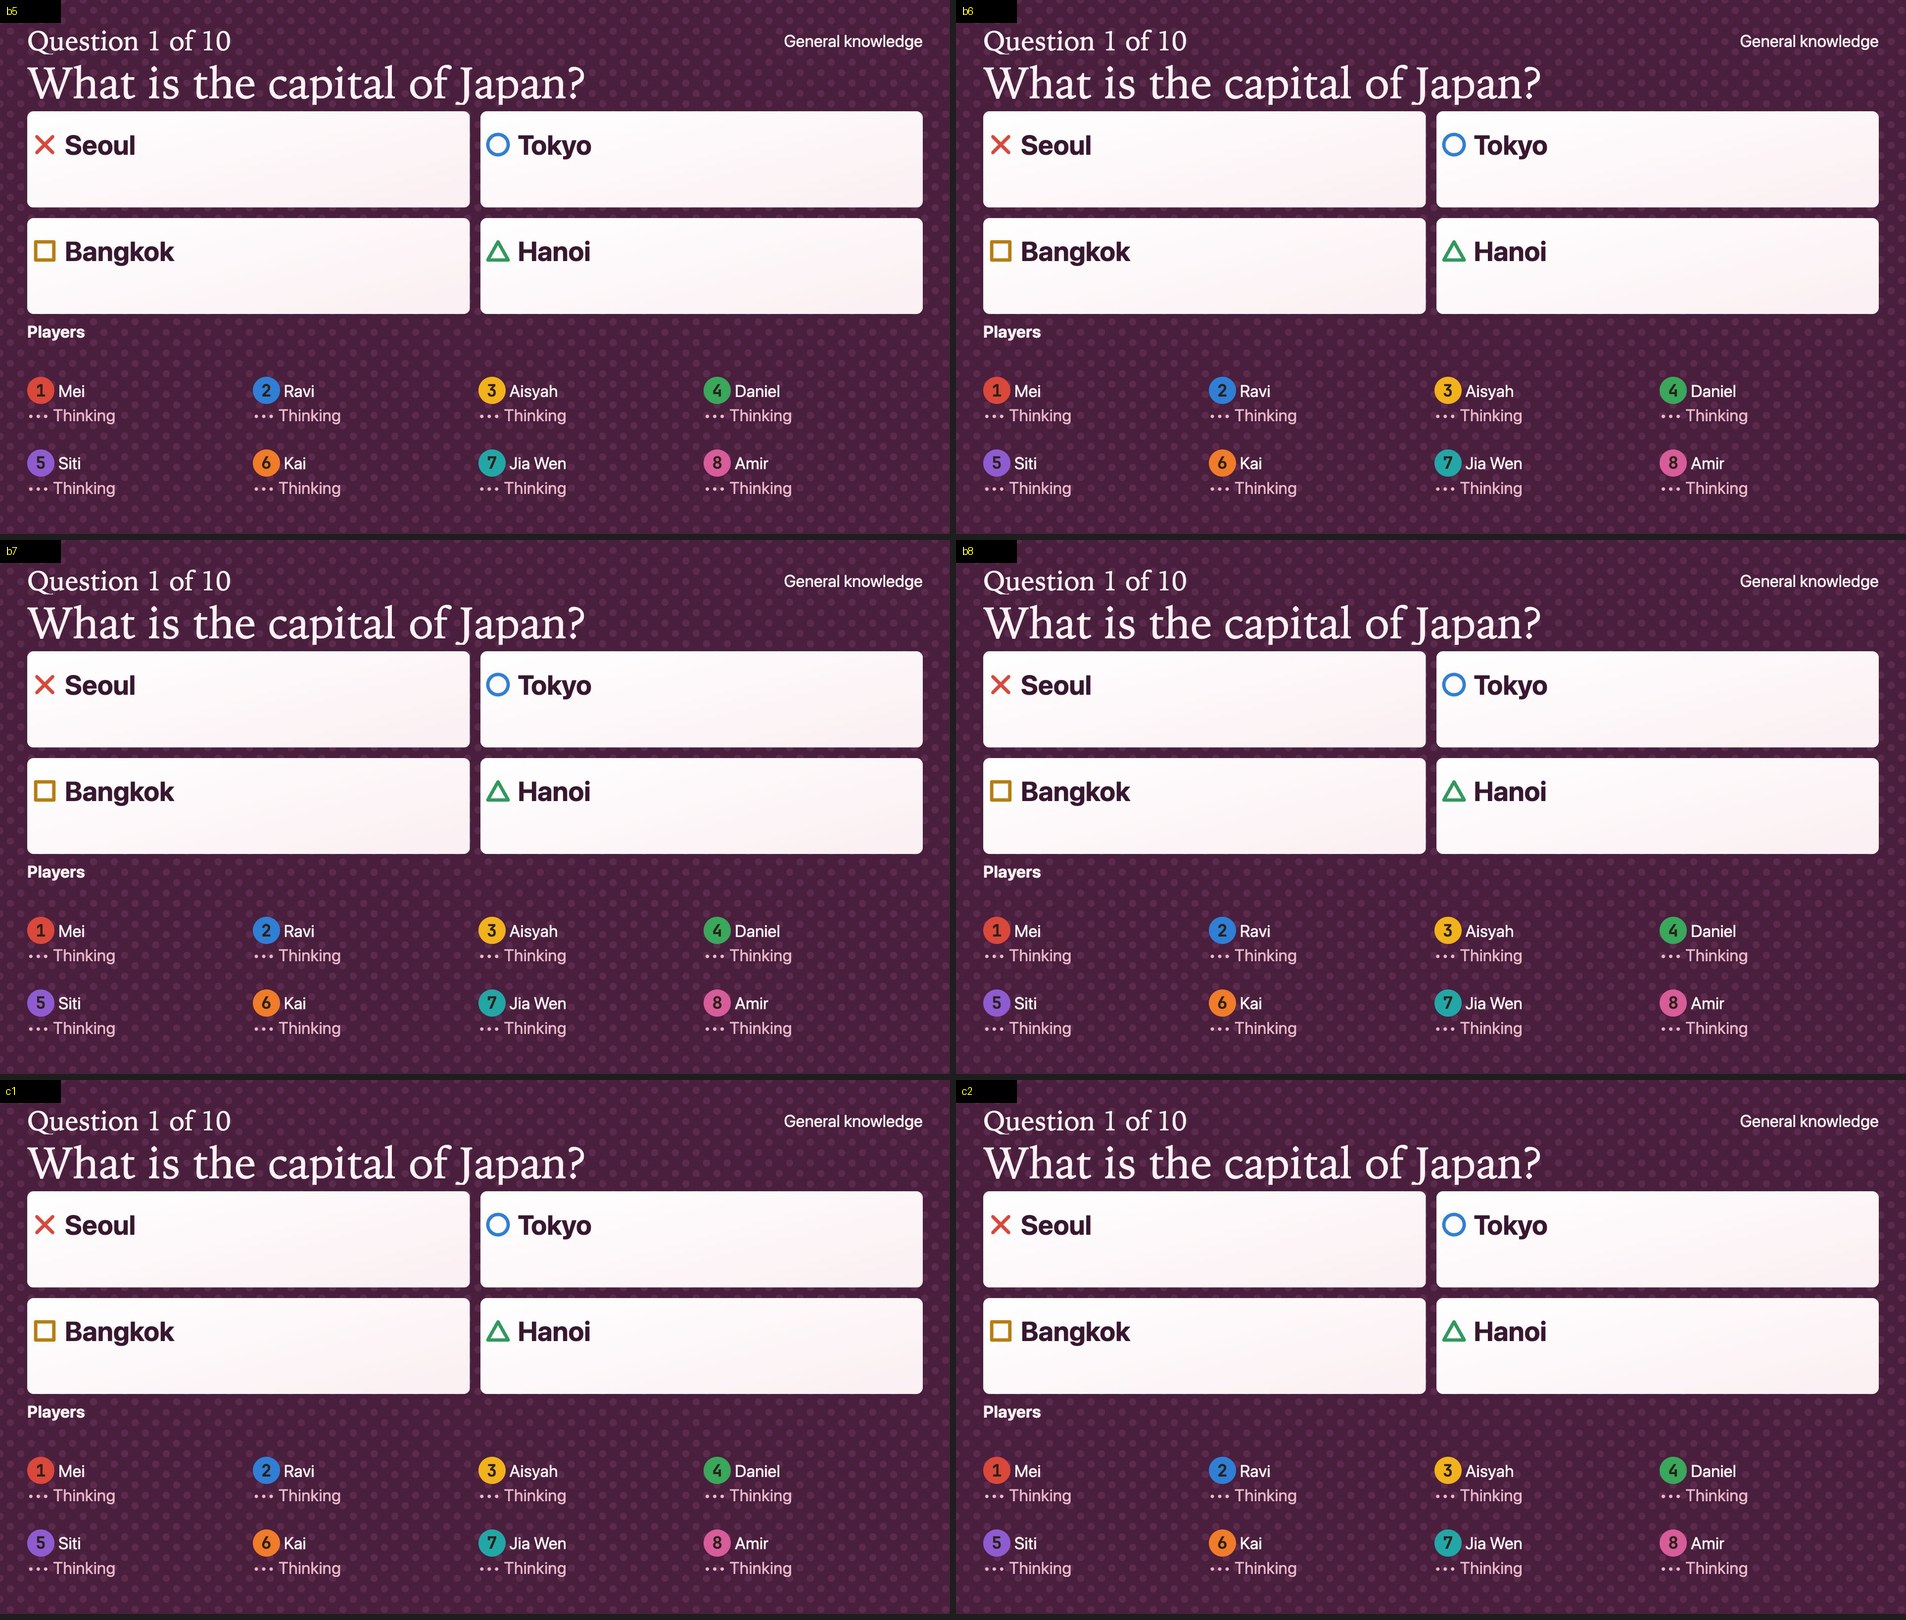 b5
Question 1 of 10
General knowledge
What is the capital of Japan?
Seoul
Tokyo
Bangkok
Hanoi
Players
1 Mei
2 Ravi
3 Aisyah
4 Daniel
··· Thinking
··· Thinking
··· Thinking
··· Thinking
5 Siti
6 Kai
7 Jia Wen
8 Amir
··· Thinking
··· Thinking
··· Thinking
··· Thinking
b6
Question 1 of 10
General knowledge
What is the capital of Japan?
Seoul
Tokyo
Bangkok
Hanoi
Players
1 Mei
2 Ravi
3 Aisyah
4 Daniel
··· Thinking
··· Thinking
··· Thinking
··· Thinking
5 Siti
6 Kai
7 Jia Wen
8 Amir
··· Thinking
··· Thinking
··· Thinking
··· Thinking
b7
Question 1 of 10
General knowledge
What is the capital of Japan?
Seoul
Tokyo
Bangkok
Hanoi
Players
1 Mei
2 Ravi
3 Aisyah
4 Daniel
··· Thinking
··· Thinking
··· Thinking
··· Thinking
5 Siti
6 Kai
7 Jia Wen
8 Amir
··· Thinking
··· Thinking
··· Thinking
··· Thinking
b8
Question 1 of 10
General knowledge
What is the capital of Japan?
Seoul
Tokyo
Bangkok
Hanoi
Players
1 Mei
2 Ravi
3 Aisyah
4 Daniel
··· Thinking
··· Thinking
··· Thinking
··· Thinking
5 Siti
6 Kai
7 Jia Wen
8 Amir
··· Thinking
··· Thinking
··· Thinking
··· Thinking
c1
Question 1 of 10
General knowledge
What is the capital of Japan?
Seoul
Tokyo
Bangkok
Hanoi
Players
1 Mei
2 Ravi
3 Aisyah
4 Daniel
··· Thinking
··· Thinking
··· Thinking
··· Thinking
5 Siti
6 Kai
7 Jia Wen
8 Amir
··· Thinking
··· Thinking
··· Thinking
··· Thinking
c2
Question 1 of 10
General knowledge
What is the capital of Japan?
Seoul
Tokyo
Bangkok
Hanoi
Players
1 Mei
2 Ravi
3 Aisyah
4 Daniel
··· Thinking
··· Thinking
··· Thinking
··· Thinking
5 Siti
6 Kai
7 Jia Wen
8 Amir
··· Thinking
··· Thinking
··· Thinking
··· Thinking